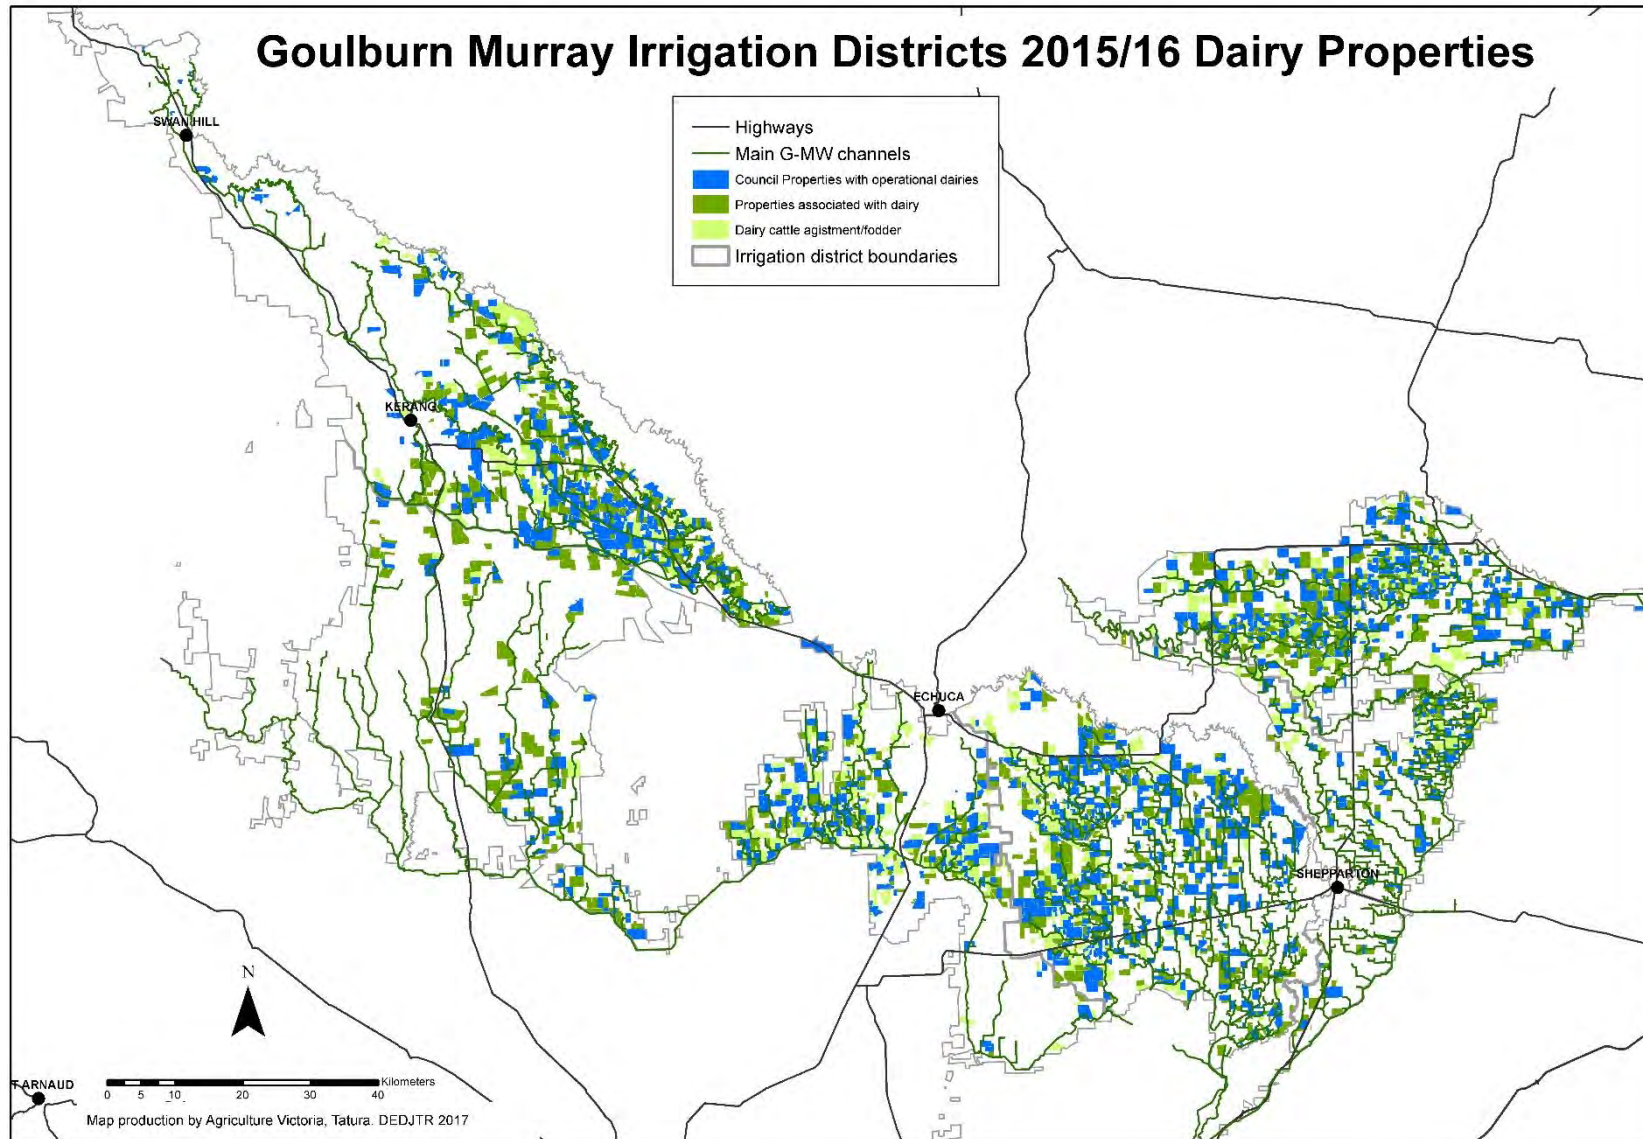 Goulburn Murray Irrigation Districts 2015/16 Dairy Properties
Highways
Main G-MW channels
Council Properties with operational dairies
Properties associated with dairy
Dairy cattle agistment/fodder
Irrigation district boundaries
SWAN HILL
KERANG
ECHUCA
SHEPPARTON
N
T ARNAUD
Kilometers
0 5 10 20 30 40
Map production by Agriculture Victoria, Tatura. DEDJTR 2017